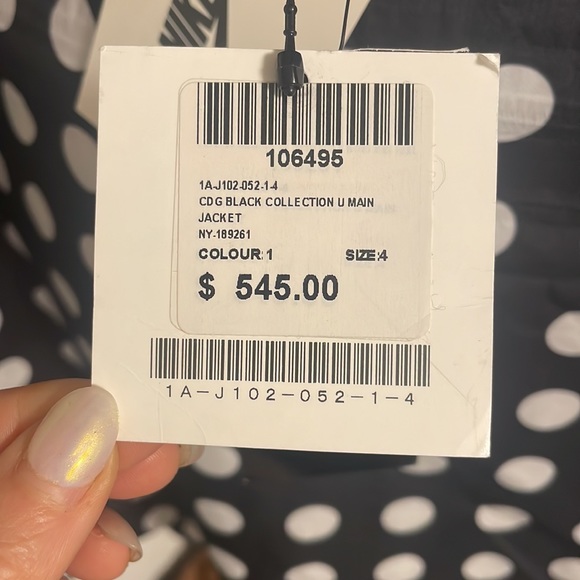 NIKE
106495
1A-J102-052-1-4
CDG BLACK COLLECTION U MAIN
JACKET
NY-189261
COLOUR:1 SIZE:4
$ 545.00
1A-J102-052-1-4